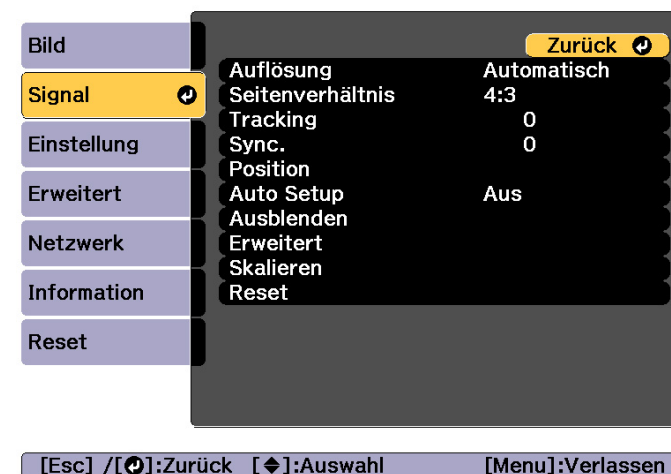 Bild
Signal
Einstellung
Erweitert
Netzwerk
Information
Reset
Zurück
Auflösung Automatisch
Seitenverhältnis 4:3
Tracking 0
Sync. 0
Position
Auto Setup Aus
Ausblenden
Erweitert
Skalieren
Reset
[Esc] /[⏎]:Zurück [◆]:Auswahl [Menu]:Verlassen